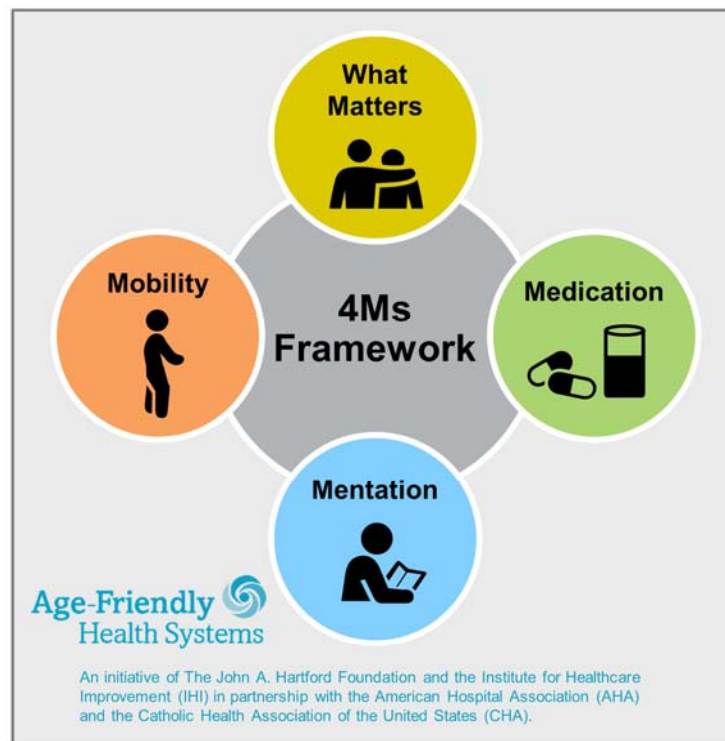 What
Matters
Mobility
4Ms
Framework
Medication
Mentation
Age-Friendly
Health Systems
An initiative of The John A. Hartford Foundation and the Institute for Healthcare
Improvement (IHI) in partnership with the American Hospital Association (AHA)
and the Catholic Health Association of the United States (CHA).